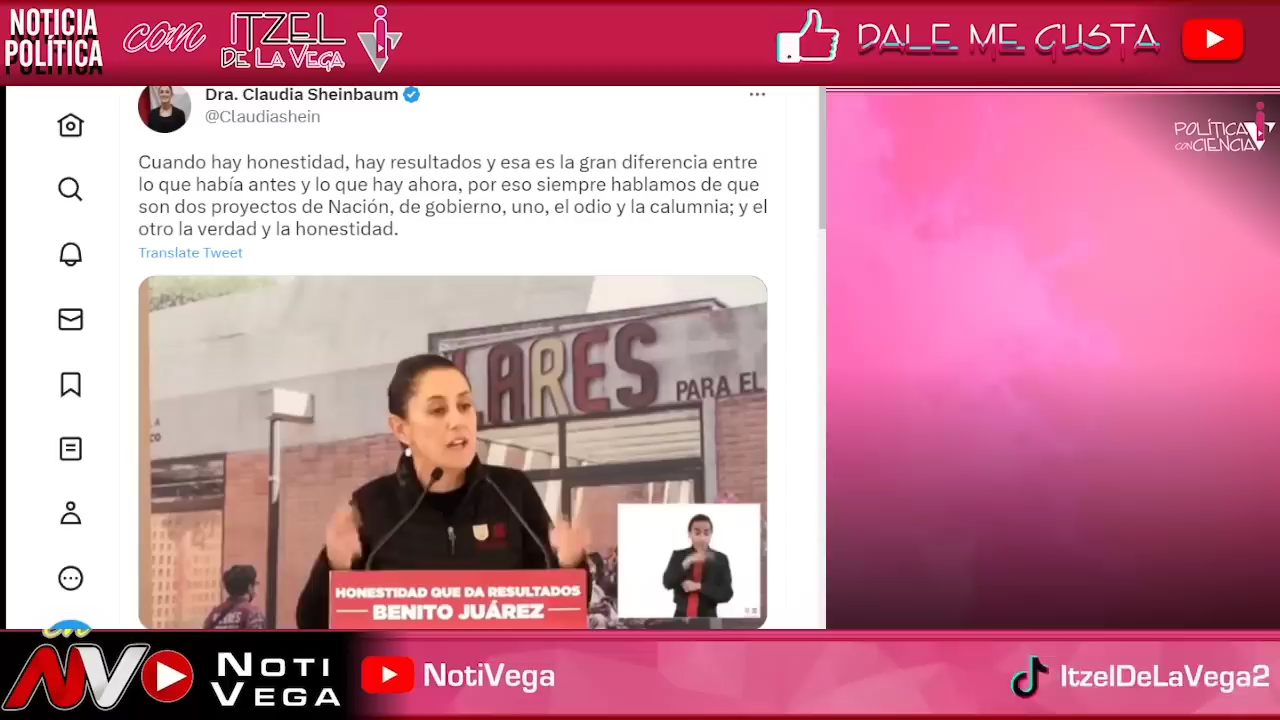 NOTICIA
POLÍTICA
con
ITZEL
DE LA VEGA
DALE ME GUSTA
POLÍTICA
CON CIENCIA
Dra. Claudia Sheinbaum
@Claudiashein
Cuando hay honestidad, hay resultados y esa es la gran diferencia entre
lo que había antes y lo que hay ahora, por eso siempre hablamos de que
son dos proyectos de Nación, de gobierno, uno, el odio y la calumnia; y el
otro la verdad y la honestidad.
Translate Tweet
LARES
PARA EL
HONESTIDAD QUE DA RESULTADOS
BENITO JUÁREZ
en
NV
NOTI
VEGA
NotiVega
ItzelDeLaVega2